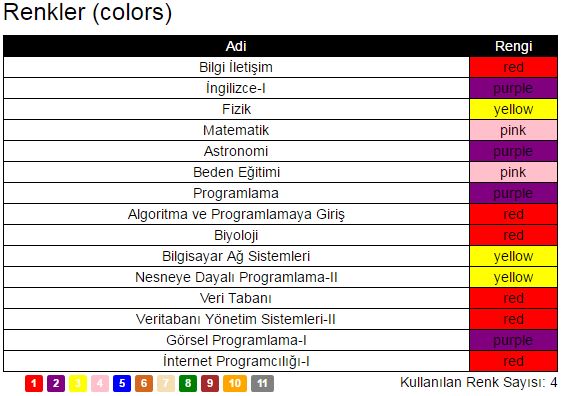 Renkler (colors)
Adi Rengi
Bilgi İletişim red
İngilizce-I purple
Fizik yellow
Matematik pink
Astronomi purple
Beden Eğitimi pink
Programlama purple
Algoritma ve Programlamaya Giriş red
Biyoloji red
Bilgisayar Ağ Sistemleri yellow
Nesneye Dayalı Programlama-II yellow
Veri Tabanı red
Veritabanı Yönetim Sistemleri-II red
Görsel Programlama-I purple
İnternet Programcılığı-I red
1 2 3 4 5 6 7 8 9 10 11 Kullanılan Renk Sayısı: 4